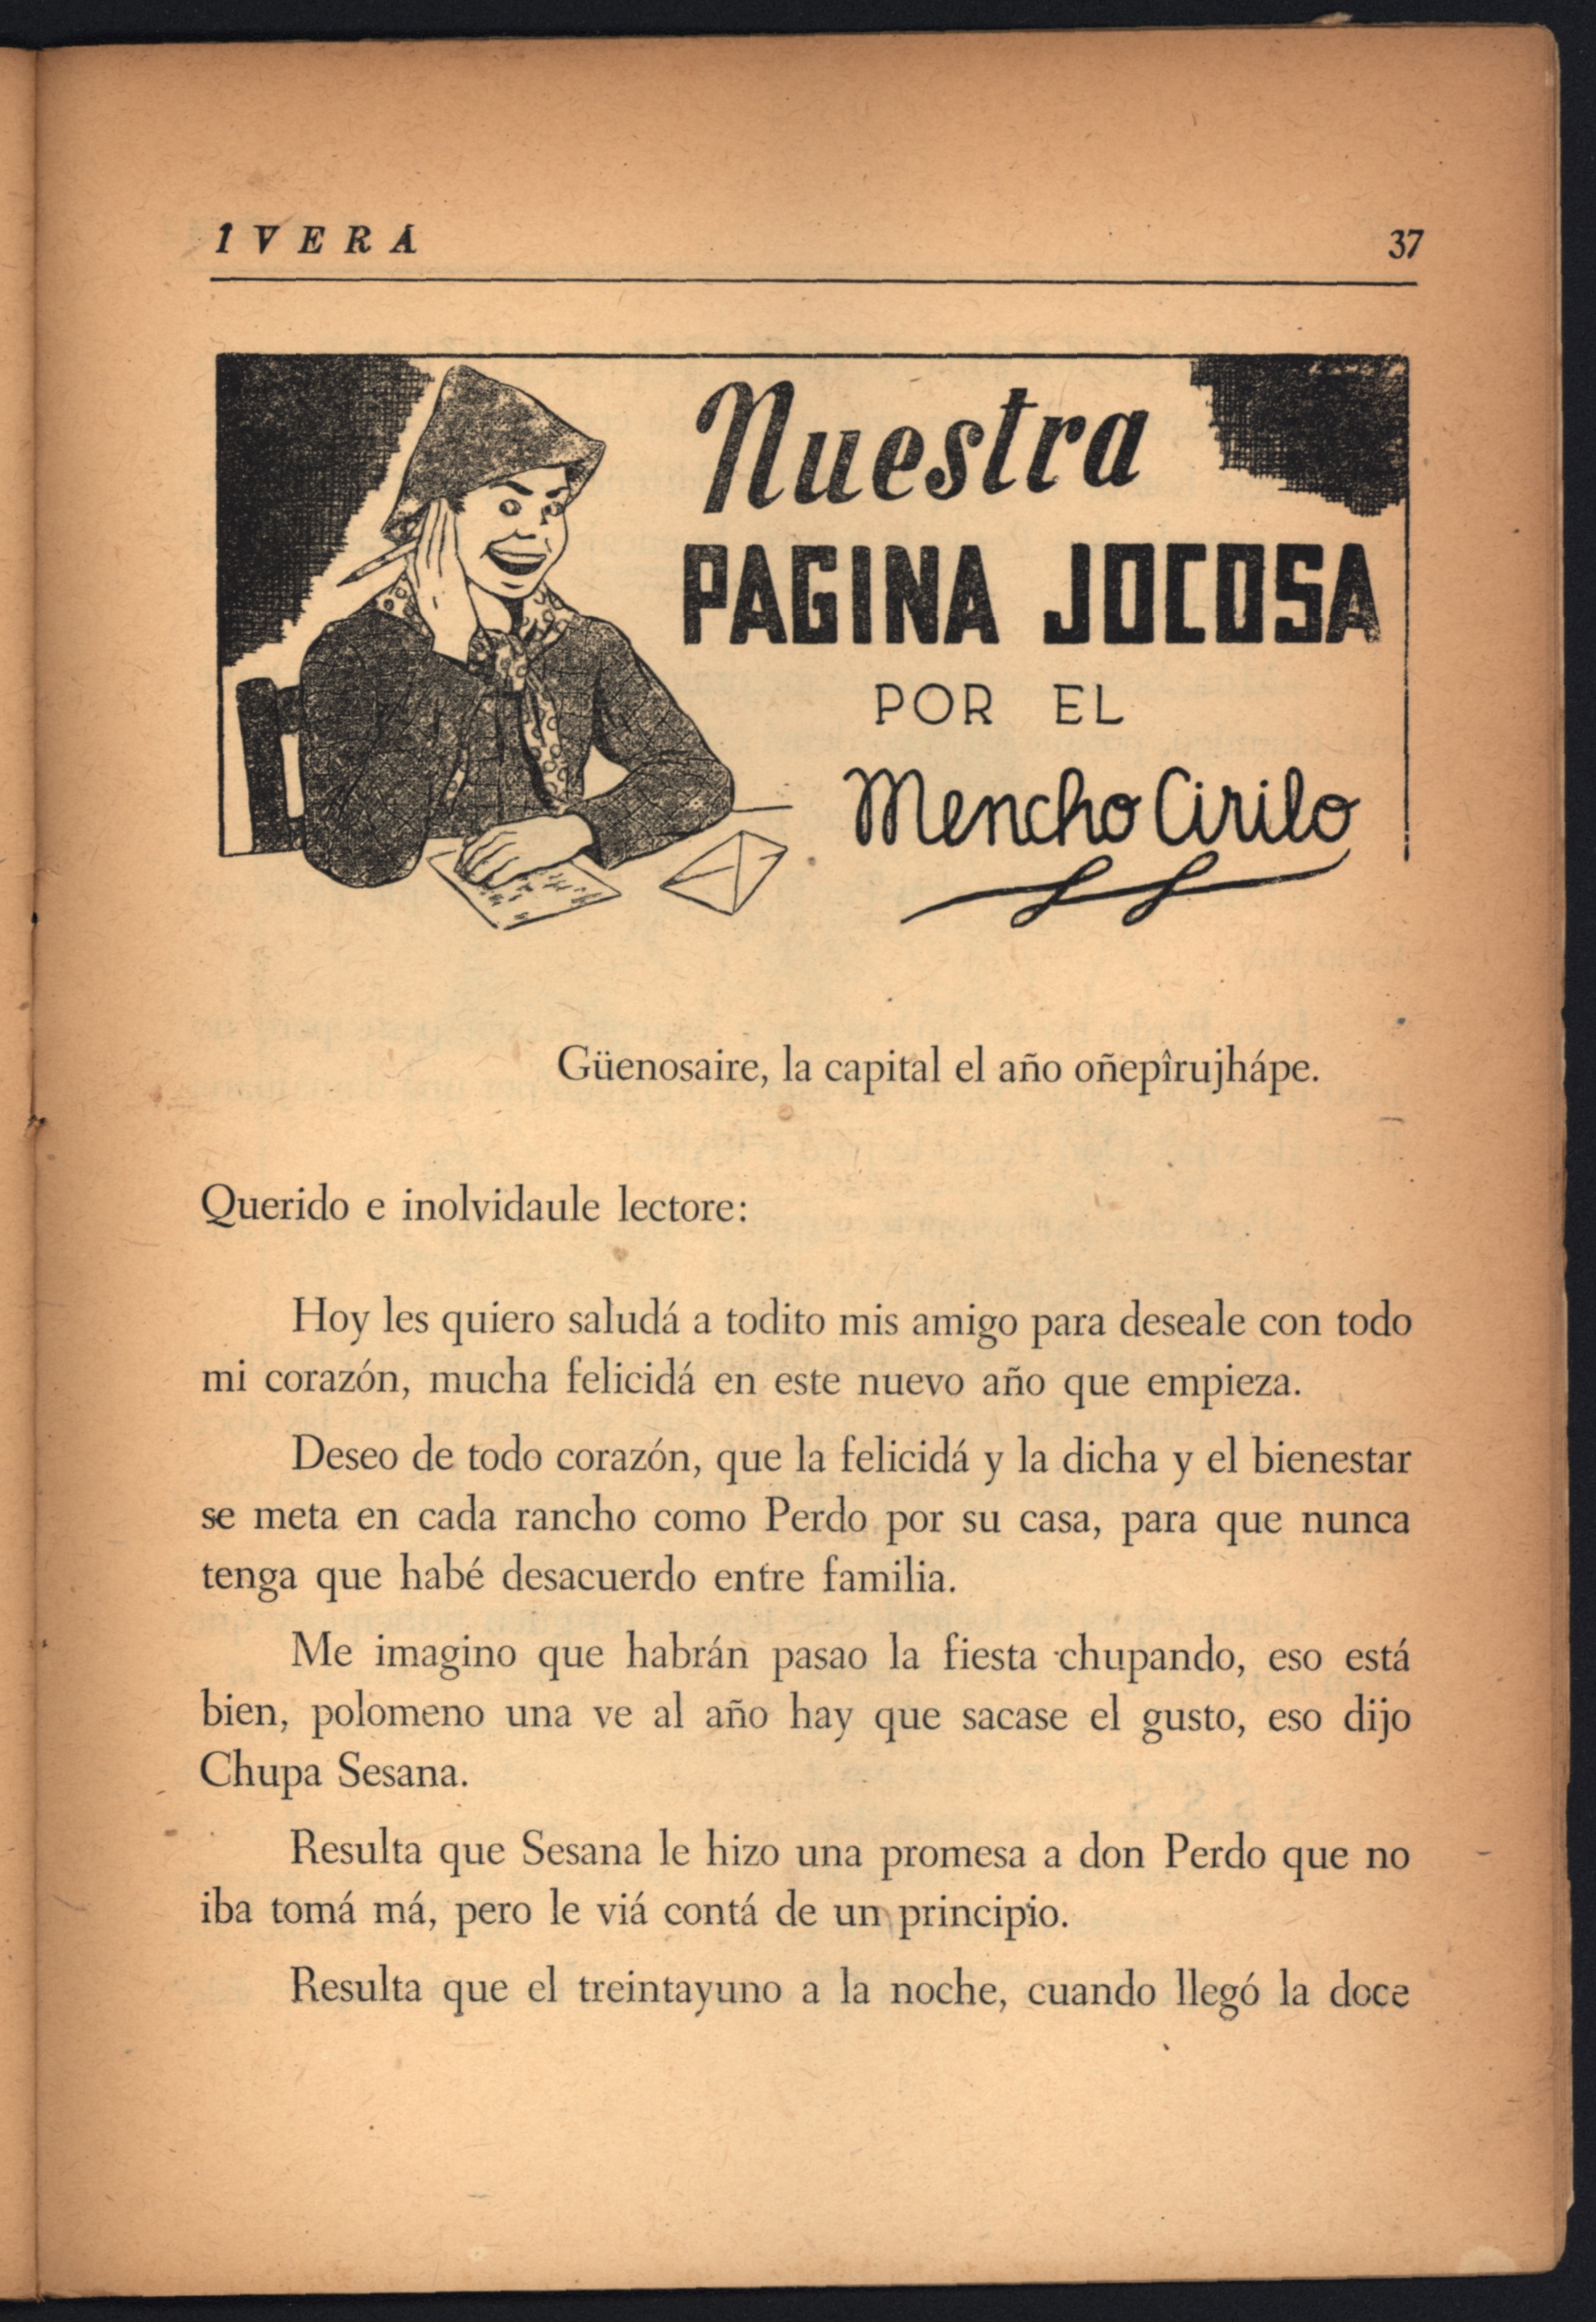 I V E R Á 37
Nuestra
PAGINA JOCOSA
POR EL
Mencho Cirilo
Güenosaire, la capital el año oñepîrujhápe.
Querido e inolvidaule lectore:
Hoy les quiero saludá a todito mis amigo para deseale con todo
mi corazón, mucha felicidá en este nuevo año que empieza.
Deseo de todo corazón, que la felicidá y la dicha y el bienestar
se meta en cada rancho como Perdo por su casa, para que nunca
tenga que habé desacuerdo entre familia.
Me imagino que habrán pasao la fiesta chupando, eso está
bien, polomeno una ve al año hay que sacase el gusto, eso dijo
Chupa Sesana.
Resulta que Sesana le hizo una promesa a don Perdo que no
iba tomá má, pero le viá contá de un principio.
Resulta que el treintayuno a la noche, cuando llegó la doce